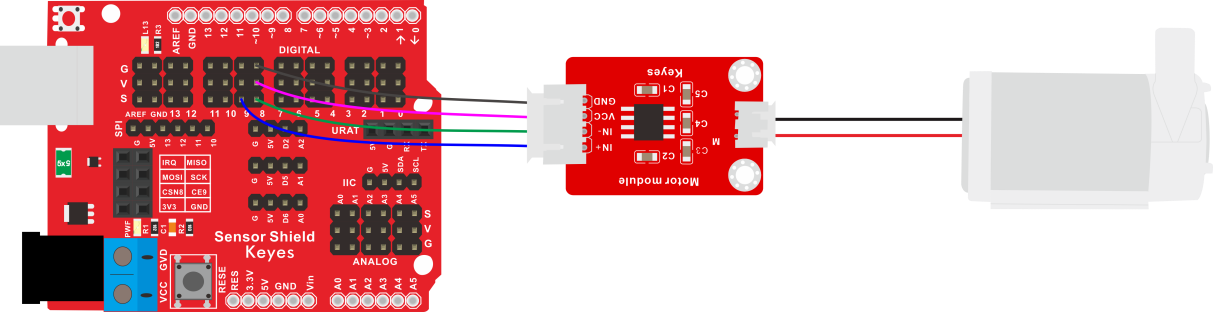 L13
R3
AREF
GND
13
12
11
~10
~9
8
7
~6
~5
4
~3
2
→1
←0
DIGITAL
G
V
S
AREF GND 13 12 11 10 9 8 7 6 5 4 3 2 1 0
SPI
G
5V
13
12
11
10
G
5V
D2
A2
URAT
5V
G
G
5V
D5
A1
IIC
G
5V
SDA
SCL
G
5V
D6
A0
IRQ MISO
MOSI SCK
CSN8 CE9
3V3 GND
A0
A1
A2
A3
A4
A5
S
V
G
ANALOG
PWF
R1
C1
R2
Sensor Shield
Keyes
GVD
VCC
RESE
RES
3.3V
5V
GND
Vin
A0
A1
A2
A3
A4
A5
Keyes
GND
VCC
IN-
IN+
C1
C5
C4
C3
C2
M
Motor module